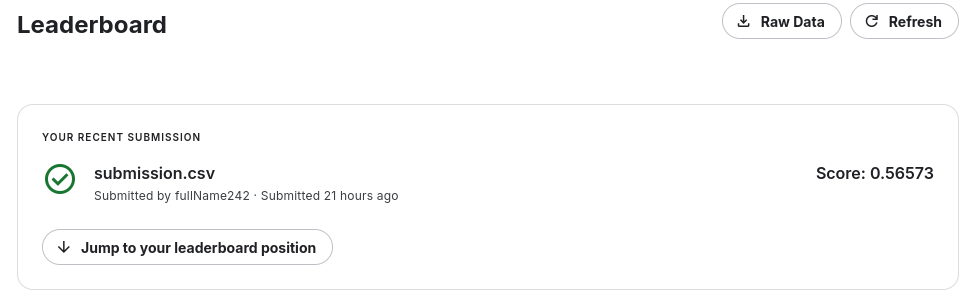 Leaderboard
Raw Data
Refresh
YOUR RECENT SUBMISSION
submission.csv
Score: 0.56573
Submitted by fullName242 · Submitted 21 hours ago
Jump to your leaderboard position